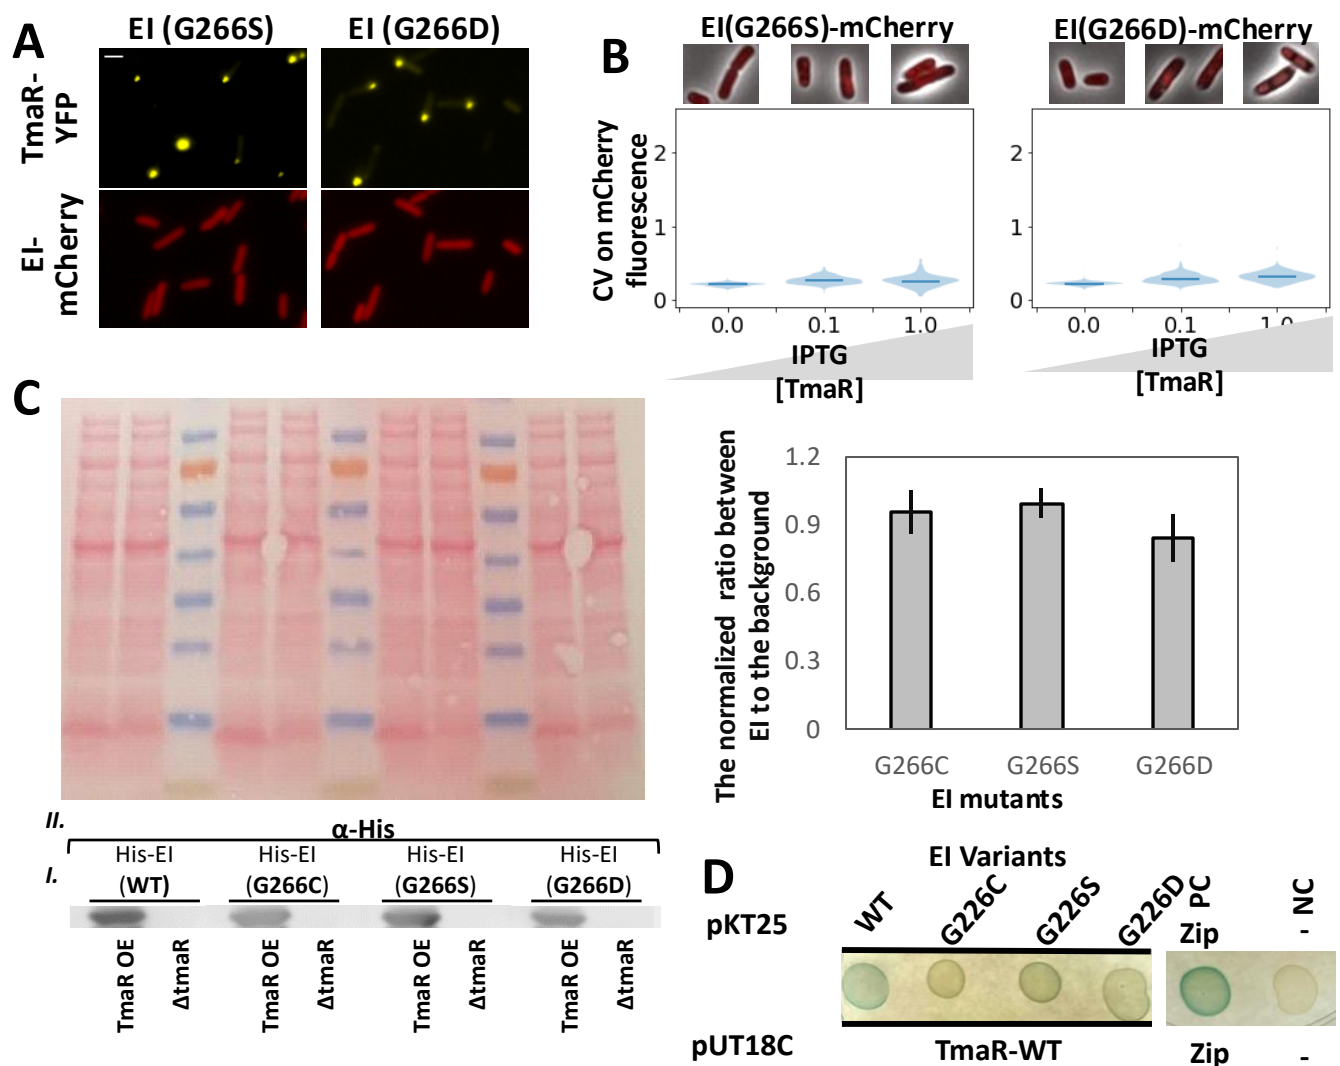 A
EI (G266S)
EI (G266D)
TmaR-
YFP
EI-
mCherry
B
EI(G266S)-mCherry
EI(G266D)-mCherry
CV on mCherry
fluorescence
2
1
0
0.0
0.1
1.0
IPTG
[TmaR]
2
1
0
0.0
0.1
1.0
IPTG
[TmaR]
C
The normalized ratio between
EI to the background
1.2
0.9
0.6
0.3
0
G266C
G266S
G266D
EI mutants
II.
α-His
I.
His-EI
(WT)
His-EI
(G266C)
His-EI
(G266S)
His-EI
(G266D)
TmaR OE
ΔtmaR
TmaR OE
ΔtmaR
TmaR OE
ΔtmaR
TmaR OE
ΔtmaR
D
EI Variants
pKT25
WT
G226C
G226S
G226D
PC
Zip
NC
-
pUT18C
TmaR-WT
Zip
-